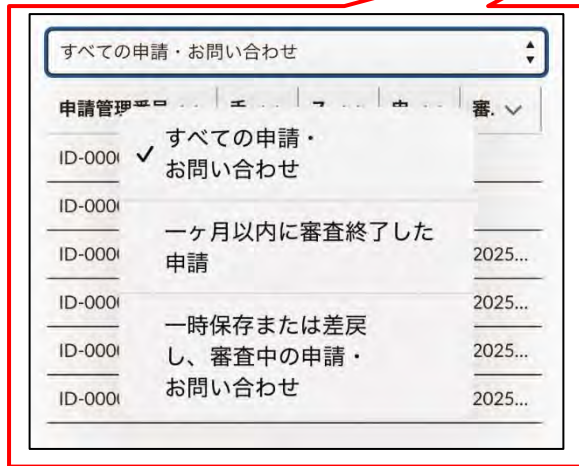 すべての申請・お問い合わせ
申請管理番号 審.
ID-000
すべての申請・
お問い合わせ
ID-000
一ヶ月以内に審査終了した
申請
ID-000 2025...
ID-000 2025...
一時保存または差戻
し、審査中の申請・
お問い合わせ
ID-000 2025...
ID-000 2025...